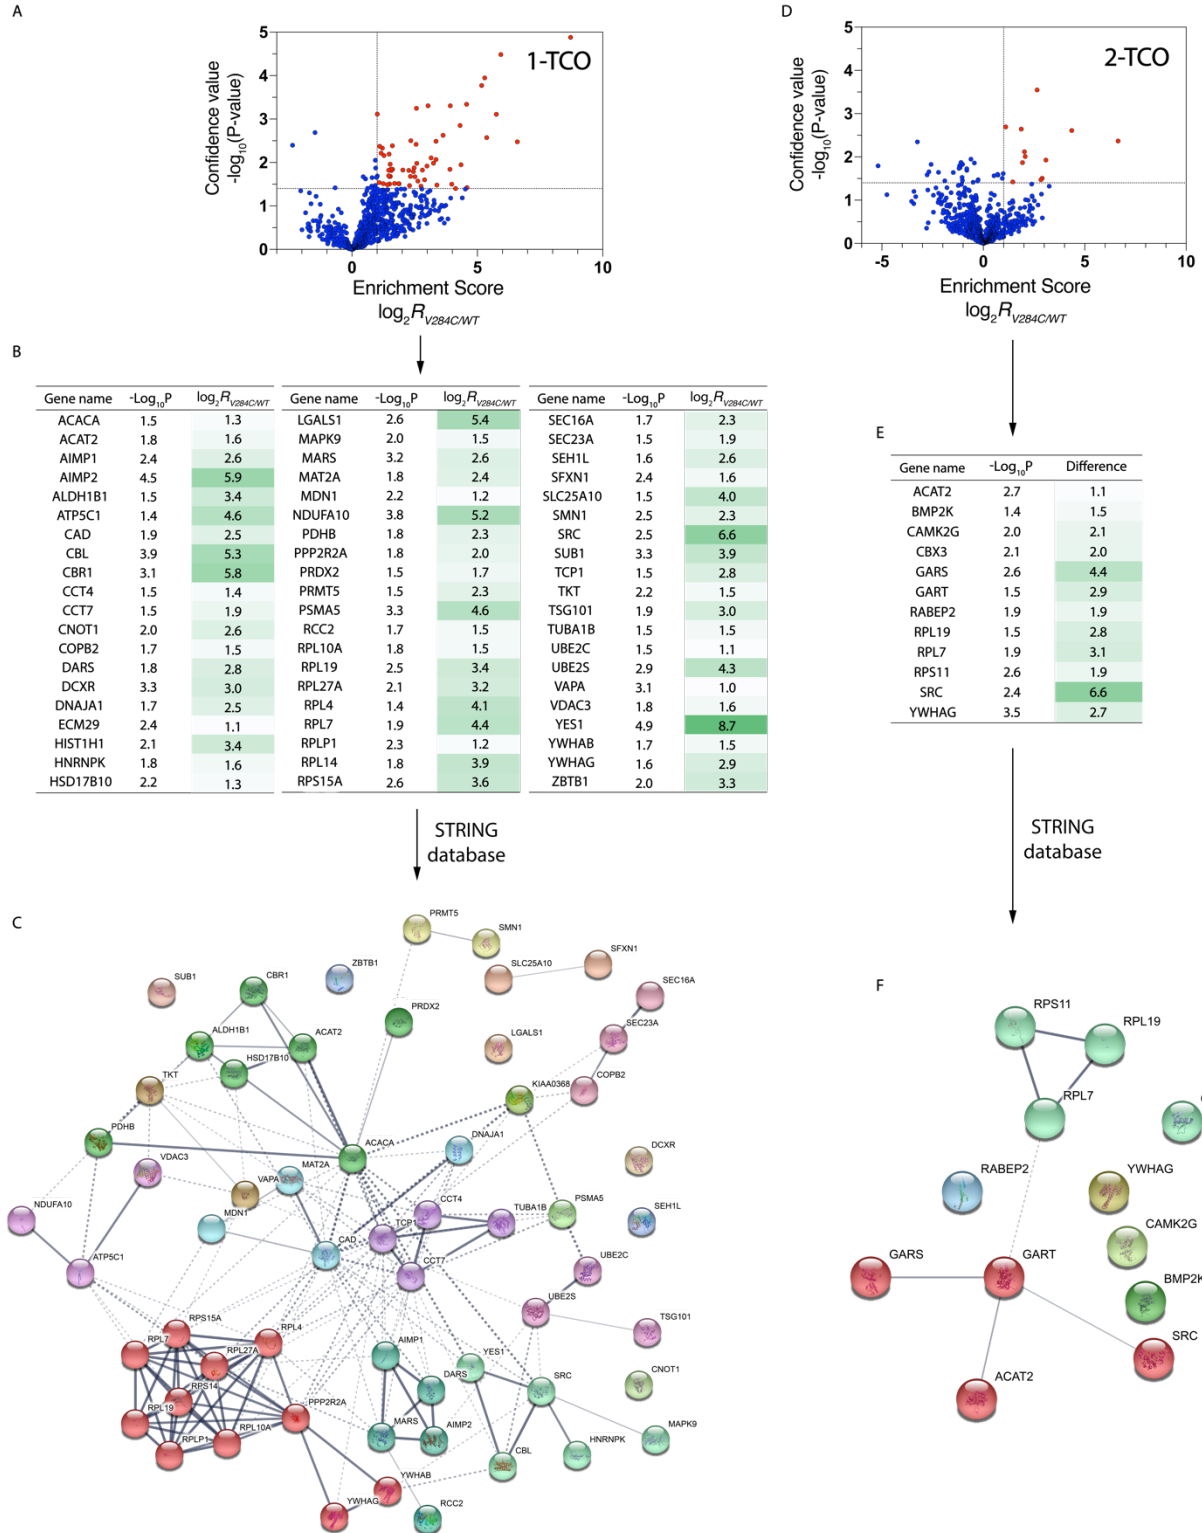 A
1-TCO
Confidence value
-log10(P-value)
5
4
3
2
1
0
0
5
10
Enrichment Score
log2RV284C/WT
D
2-TCO
Confidence value
-log10(P-value)
5
4
3
2
1
0
-5
0
5
10
Enrichment Score
log2RV284C/WT
B
Gene name -Log10P log2RV284C/WT
ACACA 1.5 1.3
ACAT2 1.8 1.6
AIMP1 2.4 2.6
AIMP2 4.5 5.9
ALDH1B1 1.5 3.4
ATP5C1 1.4 4.6
CAD 1.9 2.5
CBL 3.9 5.3
CBR1 3.1 5.8
CCT4 1.5 1.4
CCT7 1.5 1.9
CNOT1 2.0 2.6
COPB2 1.7 1.5
DARS 1.8 2.8
DCXR 3.3 3.0
DNAJA1 1.7 2.5
ECM29 2.4 1.1
HIST1H1 2.1 3.4
HNRNPK 1.8 1.6
HSD17B10 2.2 1.3
Gene name -Log10P log2RV284C/WT
LGALS1 2.6 5.4
MAPK9 2.0 1.5
MARS 3.2 2.6
MAT2A 1.8 2.4
MDN1 2.2 1.2
NDUFA10 3.8 5.2
PDHB 1.8 2.3
PPP2R2A 1.8 2.0
PRDX2 1.5 1.7
PRMT5 1.5 2.3
PSMA5 3.3 4.6
RCC2 1.7 1.5
RPL10A 1.8 1.5
RPL19 2.5 3.4
RPL27A 2.1 3.2
RPL4 1.4 4.1
RPL7 1.9 4.4
RPLP1 2.3 1.2
RPL14 1.8 3.9
RPS15A 2.6 3.6
Gene name -Log10P log2RV284C/WT
SEC16A 1.7 2.3
SEC23A 1.5 1.9
SEH1L 1.6 2.6
SFXN1 2.4 1.6
SLC25A10 1.5 4.0
SMN1 2.5 2.3
SRC 2.5 6.6
SUB1 3.3 3.9
TCP1 1.5 2.8
TKT 2.2 1.5
TSG101 1.9 3.0
TUBA1B 1.5 1.5
UBE2C 1.5 1.1
UBE2S 2.9 4.3
VAPA 3.1 1.0
VDAC3 1.8 1.6
YES1 4.9 8.7
YWHAB 1.7 1.5
YWHAG 1.6 2.9
ZBTB1 2.0 3.3
E
Gene name -Log10P Difference
ACAT2 2.7 1.1
BMP2K 1.4 1.5
CAMK2G 2.0 2.1
CBX3 2.1 2.0
GARS 2.6 4.4
GART 1.5 2.9
RABEP2 1.9 1.9
RPL19 1.5 2.8
RPL7 1.9 3.1
RPS11 2.6 1.9
SRC 2.4 6.6
YWHAG 3.5 2.7
STRING
database
STRING
database
C
PRMT5
SMN1
SUB1
CBR1
ZBTB1
SLC25A10
SFXN1
SEC16A
PRDX2
ALDH1B1
ACAT2
HSD17B10
LGALS1
SEC23A
TKT
KIAA0368
COPB2
PDHB
ACACA
DNAJA1
DCXR
VDAC3
VAPA
MAT2A
NDUFA10
MDN1
CCT4
TUBA1B
PSMA5
SEH1L
TCP1
CAD
CCT7
ATP5C1
UBE2C
UBE2S
TSG101
RPS15A
RPL4
RPL7
RPL27A
AIMP1
YES1
DARS
SRC
CNOT1
RPS14
RPL19
PPP2R2A
RPL10A
RPLP1
MARS
AIMP2
MAPK9
HNRNPK
CBL
YWHAB
YWHAG
RCC2
F
RPS11
RPL19
RPL7
RABEP2
YWHAG
CAMK2G
GARS
GART
BMP2K
SRC
ACAT2